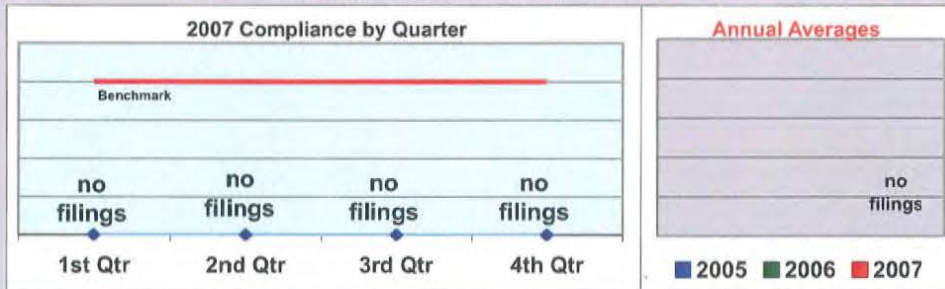 2007 Compliance by Quarter
Benchmark
no filings
no filings
no filings
no filings
1st Qtr 2nd Qtr 3rd Qtr 4th Qtr
Annual Averages
no filings
2005 2006 2007